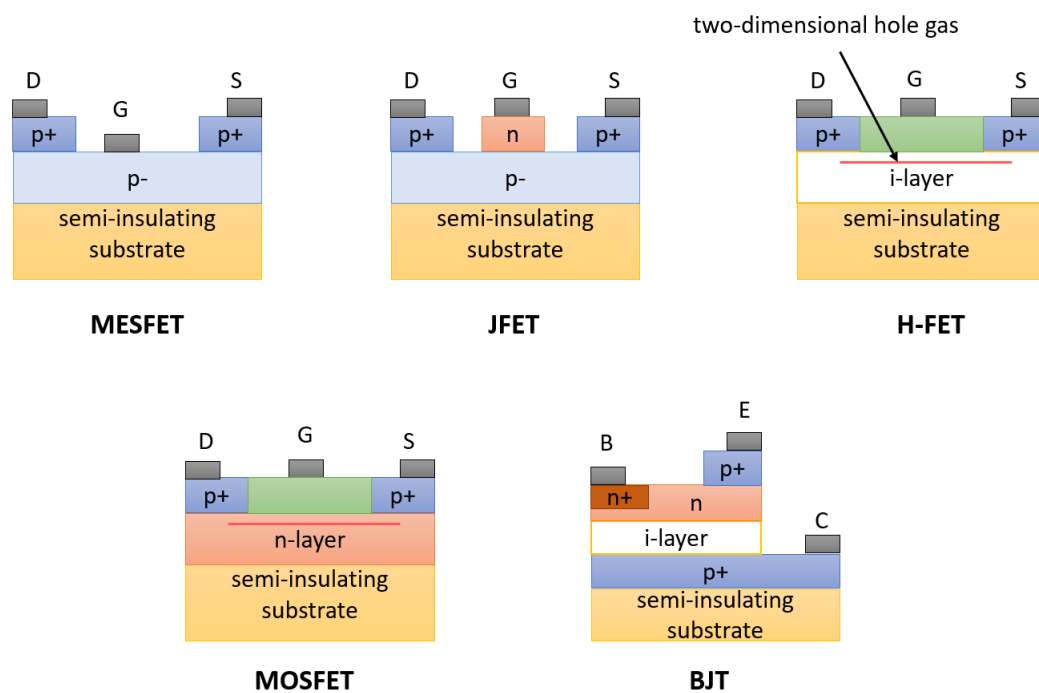 two-dimensional hole gas
D
G
S
p+
p+
p-
semi-insulating
substrate
MESFET
D
G
S
p+
n
p+
p-
semi-insulating
substrate
JFET
D
G
S
p+
p+
i-layer
semi-insulating
substrate
H-FET
D
G
S
p+
p+
n-layer
semi-insulating
substrate
MOSFET
E
B
p+
n+
n
C
i-layer
p+
semi-insulating
substrate
BJT